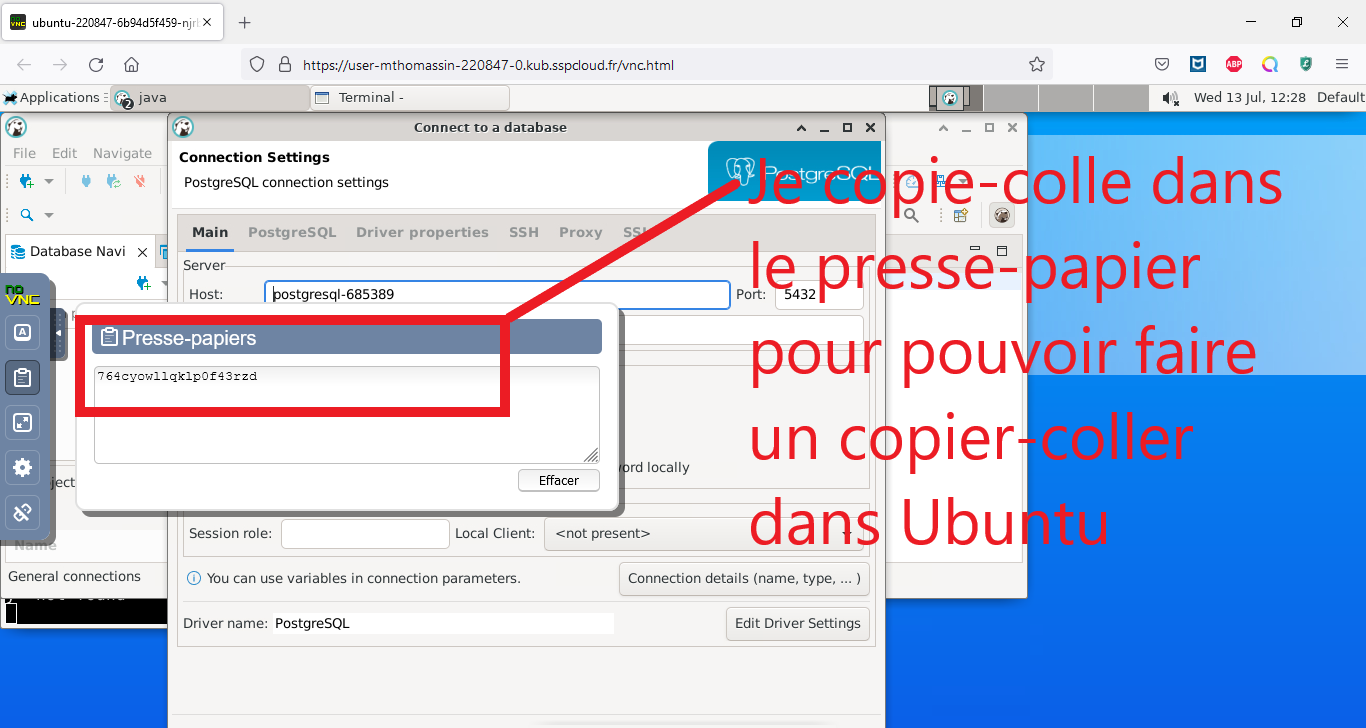 ubuntu-220847-6b94d5f459-njr
https://user-mthomassin-220847-0.kub.sspcloud.fr/vnc.html
ABP
Applications
2
java
Terminal -
Wed 13 Jul, 12:28
Default
Connect to a database
File Edit Navigate
Connection Settings
PostgreSQL connection settings
PostgreSQL
Main PostgreSQL Driver properties SSH Proxy
Database Navi
Server
Host: postgresql-685389 Port: 5432
no
VNC
A
Presse-papiers
764cyowllqklp0f43rzd
Effacer
locally
Session role: Local Client: <not present>
Name
General connections
You can use variables in connection parameters.
Connection details (name, type, ... )
Driver name: PostgreSQL
Edit Driver Settings
Je copie-colle dans
le presse-papier
pour pouvoir faire
un copier-coller
dans Ubuntu